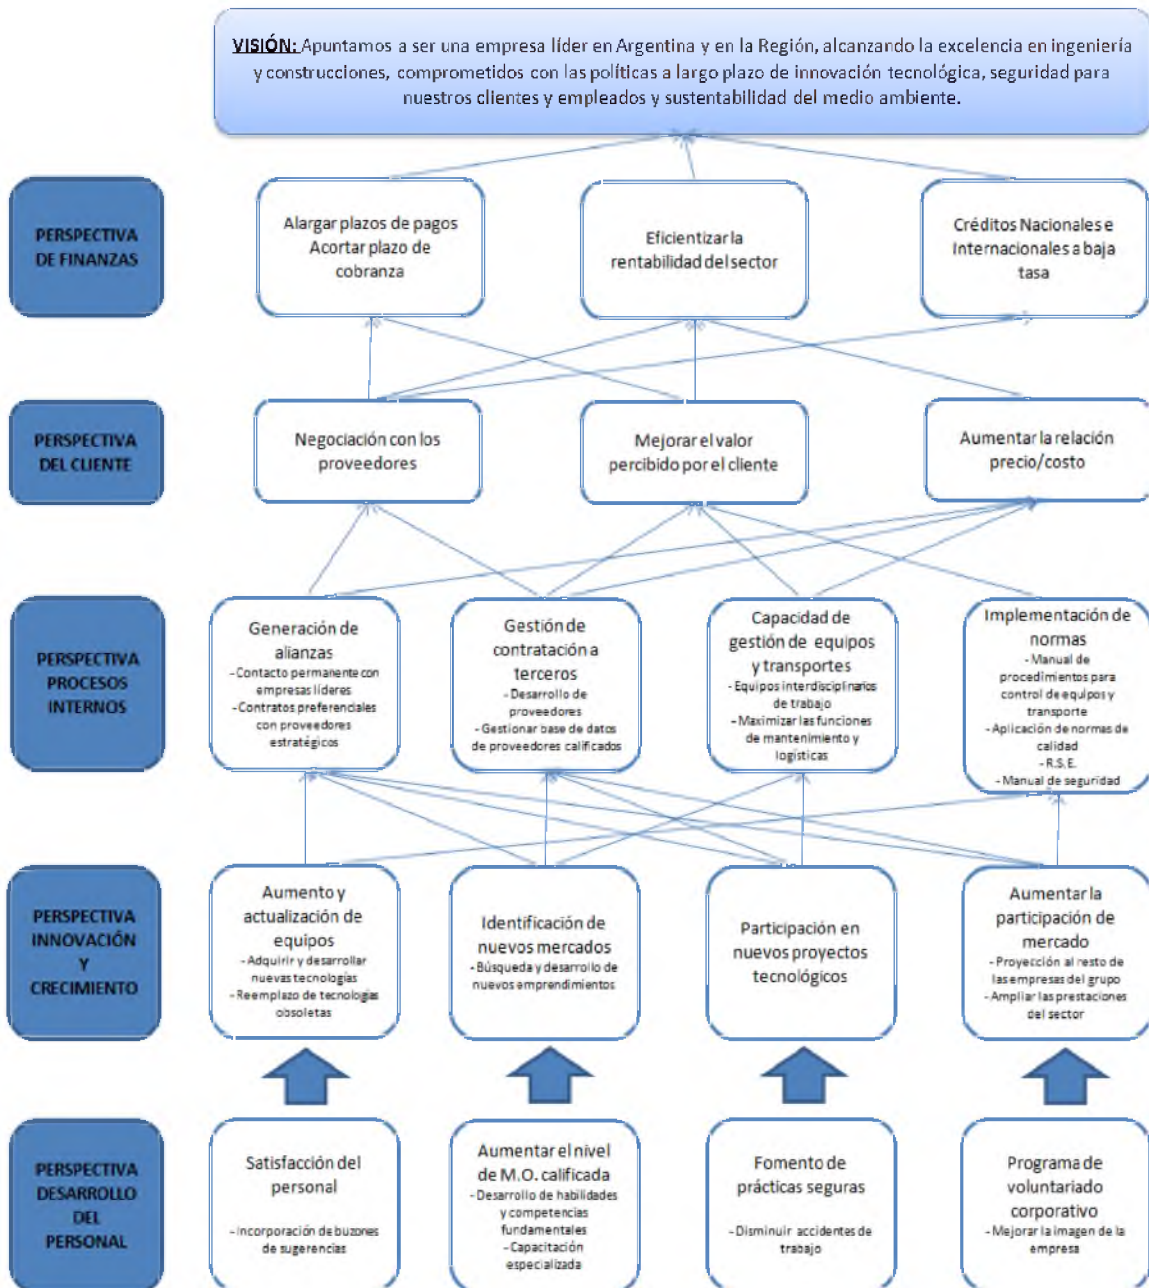 VISIÓN: Apuntamos a ser una empresa líder en Argentina y en la Región, alcanzando la excelencia en ingeniería
y construcciones, comprometidos con las políticas a largo plazo de innovación tecnológica, seguridad para
nuestros clientes y empleados y sustentabilidad del medio ambiente.
PERSPECTIVA
DE FINANZAS
Alargar plazos de pagos
Acortar plazo de
cobranza
Eficientizar la
rentabilidad del sector
Créditos Nacionales e
Internacionales a baja
tasa
PERSPECTIVA
DEL CLIENTE
Negociación con los
proveedores
Mejorar el valor
percibido por el cliente
Aumentar la relación
precio/costo
PERSPECTIVA
PROCESOS
INTERNOS
Generación de
alianzas
- Contacto permanente con
empresas líderes
- Contratos preferenciales
con proveedores
estratégicos
Gestión de
contratación a
terceros
- Desarrollo de
proveedores
- Gestionar base de datos
de proveedores calificados
Capacidad de
gestión de equipos
y transportes
- Equipos interdisciplinarios
de trabajo
- Maximizar las funciones
de mantenimiento y
logísticas
Implementación de
normas
- Manual de
procedimientos para
control de equipos y
transporte
- Aplicación de normas de
calidad
- R.S.E.
- Manual de seguridad
PERSPECTIVA
INNOVACIÓN
Y
CRECIMIENTO
Aumento y
actualización de
equipos
- Adquirir y desarrollar
nuevas tecnologías
- Reemplazo de tecnologías
obsoletas
Identificación de
nuevos mercados
- Búsqueda y desarrollo de
nuevos emprendimientos
Participación en
nuevos proyectos
tecnológicos
Aumentar la
participación de
mercado
- Proyección al resto de
las empresas del grupo
- Ampliar las prestaciones
del sector
PERSPECTIVA
DESARROLLO
DEL
PERSONAL
Satisfacción del
personal
- Incorporación de buzones
de sugerencias
Aumentar el nivel
de M.O. calificada
- Desarrollo de habilidades
y competencias
fundamentales
- Capacitación
especializada
Fomento de
prácticas seguras
- Disminuir accidentes de
trabajo
Programa de
voluntariado
corporativo
- Mejorar la imagen de la
empresa